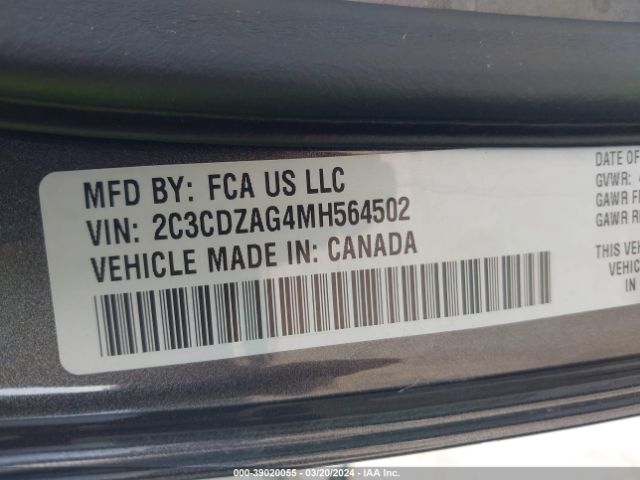 MFD BY: FCA US LLC
VIN: 2C3CDZAG4MH564502
VEHICLE MADE IN: CANADA
DATE OF
GVWR:
GAWR
GAWR
THIS VEH
VEHIC
IN
000-39020055 - 03/20/2024 - IAA Inc.